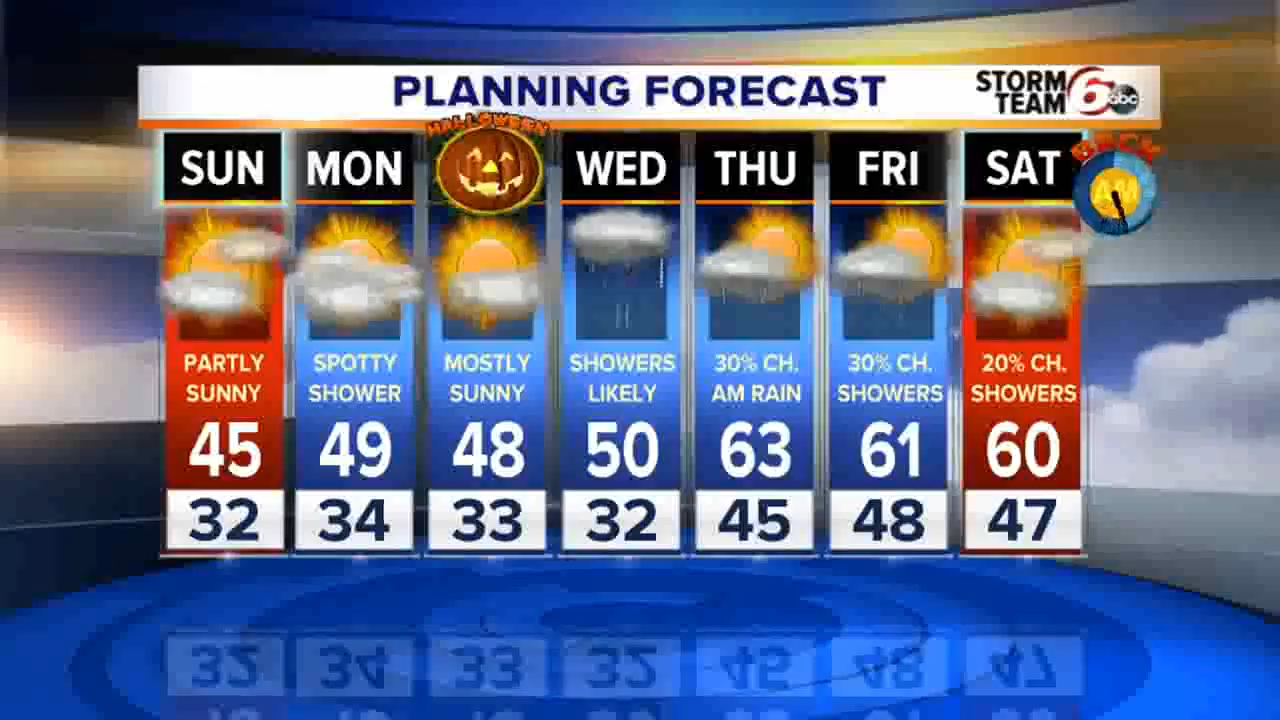 PLANNING FORECAST
STORM TEAM 6 abc
HALLOWEEN
BACK
AM
SUN MON WED THU FRI SAT
PARTLY SUNNY
SPOTTY SHOWER
MOSTLY SUNNY
SHOWERS LIKELY
30% CH. AM RAIN
30% CH. SHOWERS
20% CH. SHOWERS
45 49 48 50 63 61 60
32 34 33 32 45 48 47